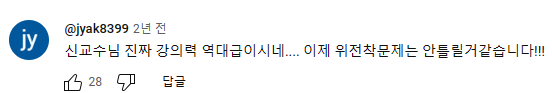 jy
@jyak8399 2년 전
신교수님 진짜 강의력 역대급이시네.... 이제 위전착문제는 안틀릴거같습니다!!!
28 답글